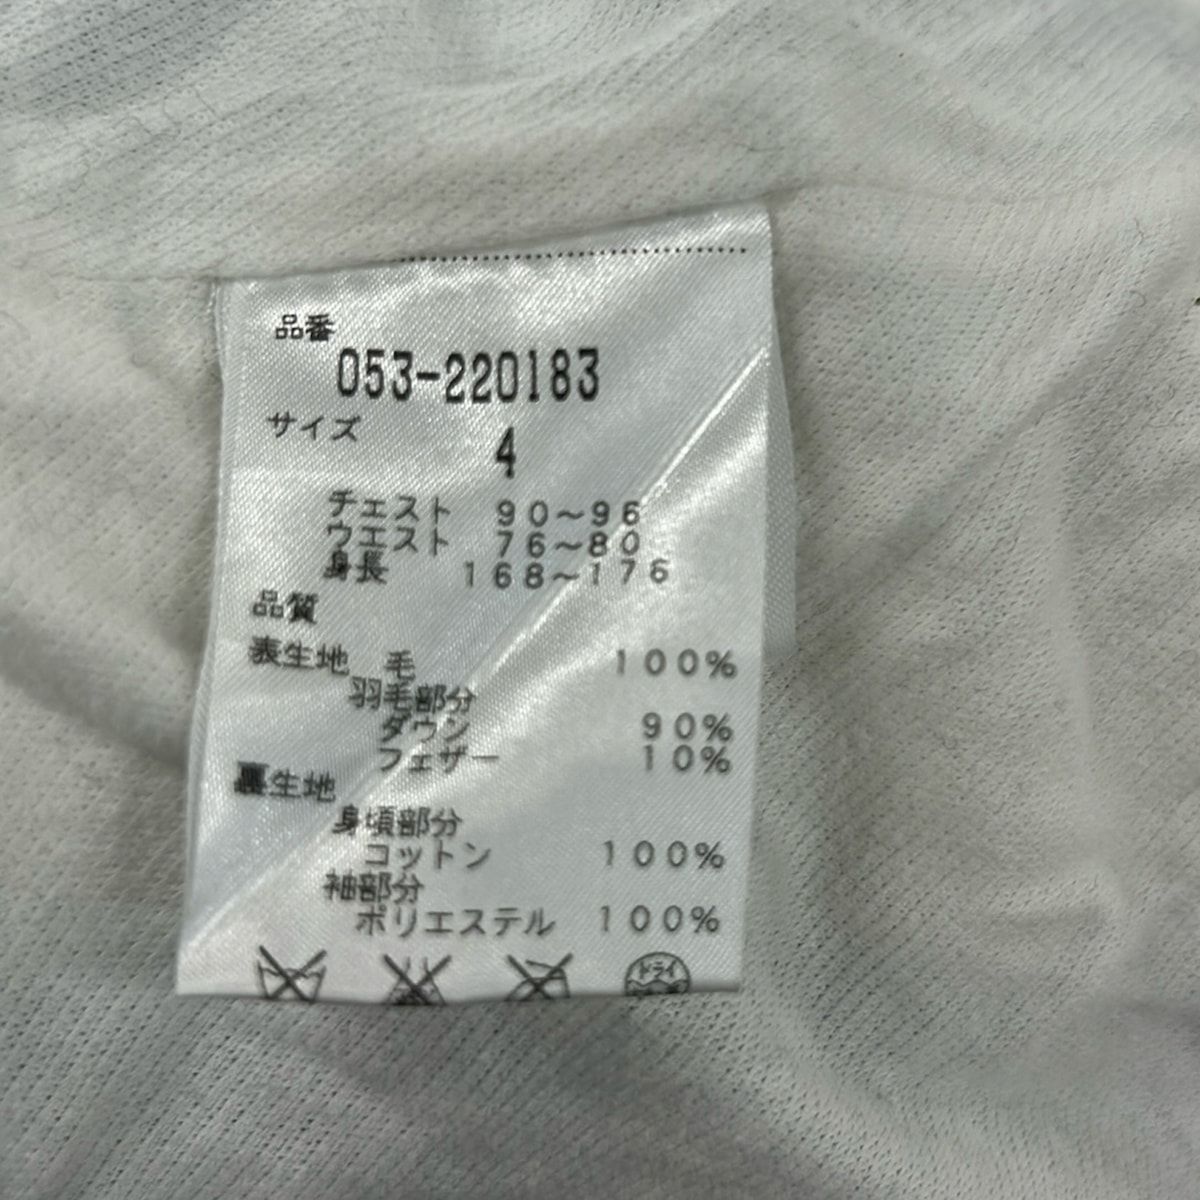 品番
053-220183
サイズ
4
チェスト 90~96
ウエスト 76~80
身長 168~176
品質
表生地 毛 100%
羽毛部分
ダウン 90%
フェザー 10%
裏生地
身頃部分
コットン 100%
袖部分
ポリエステル 100%
ドライ